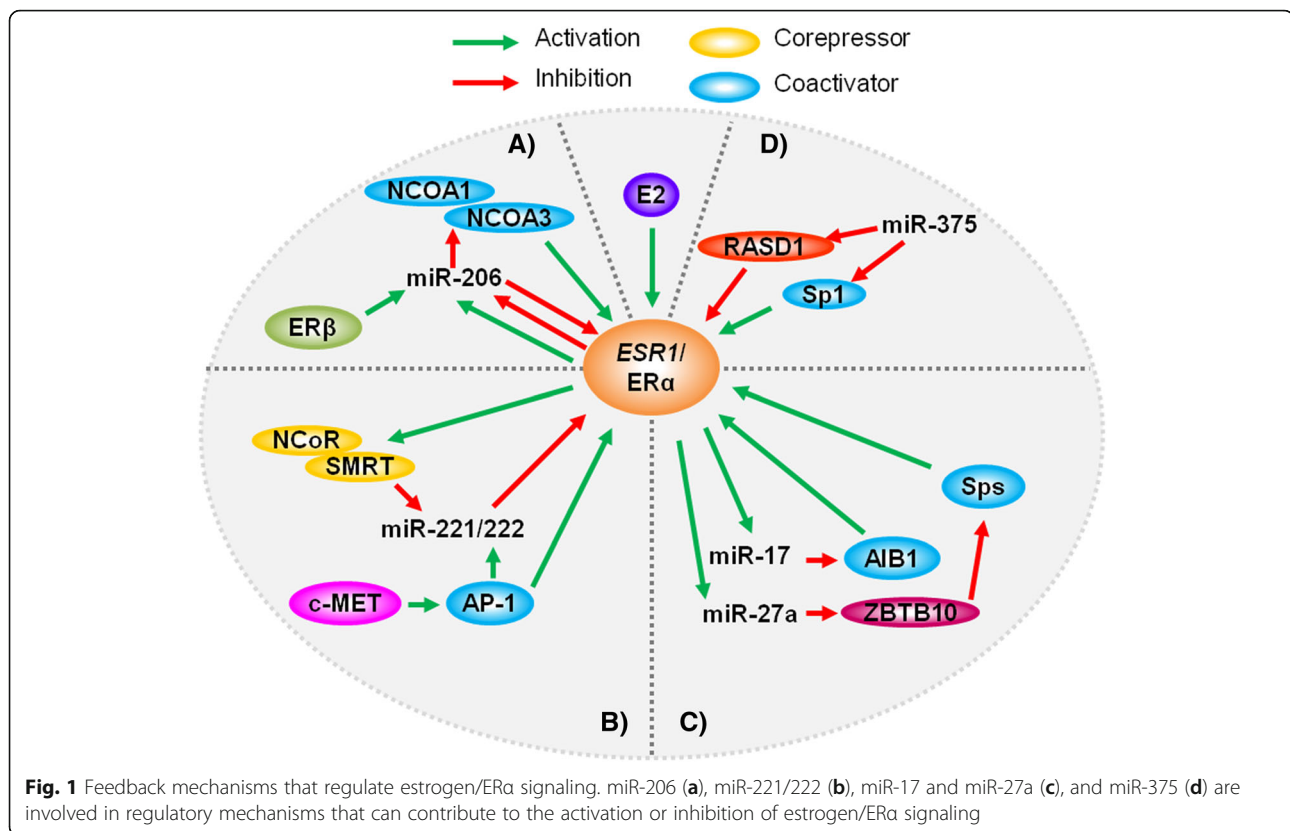 Activation
Corepressor
Inhibition
Coactivator
A)
D)
NCOA1
NCOA3
E2
miR-375
RASD1
miR-206
Sp1
ERβ
ESR1/
ERα
NCoR
SMRT
Sps
miR-221/222
miR-17
AIB1
c-MET
AP-1
miR-27a
ZBTB10
B)
C)
Fig. 1 Feedback mechanisms that regulate estrogen/ERα signaling. miR-206 (a), miR-221/222 (b), miR-17 and miR-27a (c), and miR-375 (d) are
involved in regulatory mechanisms that can contribute to the activation or inhibition of estrogen/ERα signaling